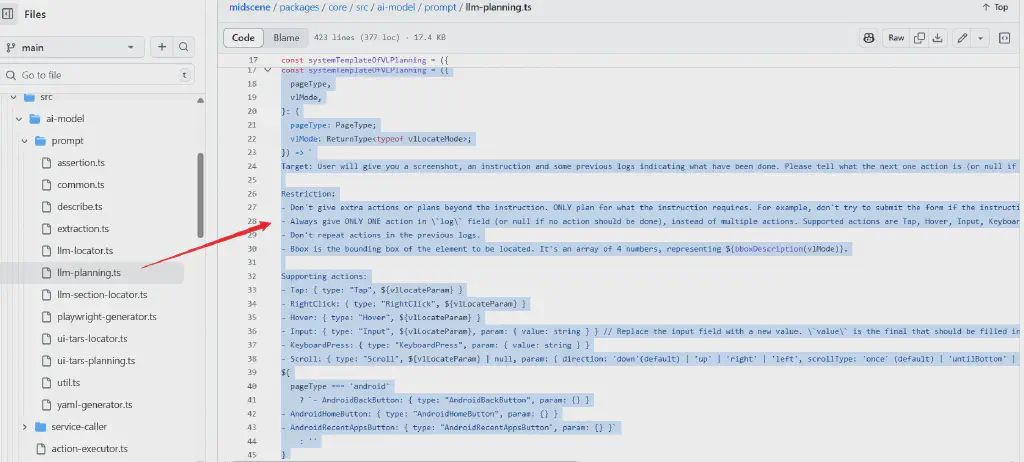 Files
main
Go to file
t
src
ai-model
prompt
assertion.ts
common.ts
describe.ts
extraction.ts
llm-locator.ts
llm-planning.ts
llm-section-locator.ts
playwright-generator.ts
ui-tars-locator.ts
ui-tars-planning.ts
util.ts
yaml-generator.ts
service-caller
action-executor.ts
midscene / packages / core / src / ai-model / prompt / llm-planning.ts
Top
Code Blame 423 lines (377 loc) · 17.4 KB
Raw
17 const systemTemplateOfVLPlanning = ({
17 const systemTemplateOfVLPlanning = ({
18 pageType,
19 vlMode,
20 }: {
21 pageType: PageType;
22 vlMode: ReturnType<typeof vlLocateMode>;
23 }) => `
24 Target: User will give you a screenshot, an instruction and some previous logs indicating what have been done. Please tell what the next one action is (or null if
25
26 Restriction:
27 - Don't give extra actions or plans beyond the instruction. ONLY plan for what the instruction requires. For example, don't try to submit the form if the instructi
28 - Always give ONLY ONE action in \`log\` field (or null if no action should be done), instead of multiple actions. Supported actions are Tap, Hover, Input, Keyboar
29 - Don't repeat actions in the previous logs.
30 - Bbox is the bounding box of the element to be located. It's an array of 4 numbers, representing ${bboxDescription(vlMode)}.
31
32 Supporting actions:
33 - Tap: { type: "Tap", ${vlLocateParam} }
34 - RightClick: { type: "RightClick", ${vlLocateParam} }
35 - Hover: { type: "Hover", ${vlLocateParam} }
36 - Input: { type: "Input", ${vlLocateParam}, param: { value: string } } // Replace the input field with a new value. \`value\` is the final that should be filled in
37 - KeyboardPress: { type: "KeyboardPress", param: { value: string } }
38 - Scroll: { type: "Scroll", ${vlLocateParam} | null, param: { direction: 'down'(default) | 'up' | 'right' | 'left', scrollType: 'once' (default) | 'untilBottom' |
39 ${
40 pageType === 'android'
41 ? `- AndroidBackButton: { type: "AndroidBackButton", param: {} }
42 - AndroidHomeButton: { type: "AndroidHomeButton", param: {} }
43 - AndroidRecentAppsButton: { type: "AndroidRecentAppsButton", param: {} }`
44 : ''
45 }